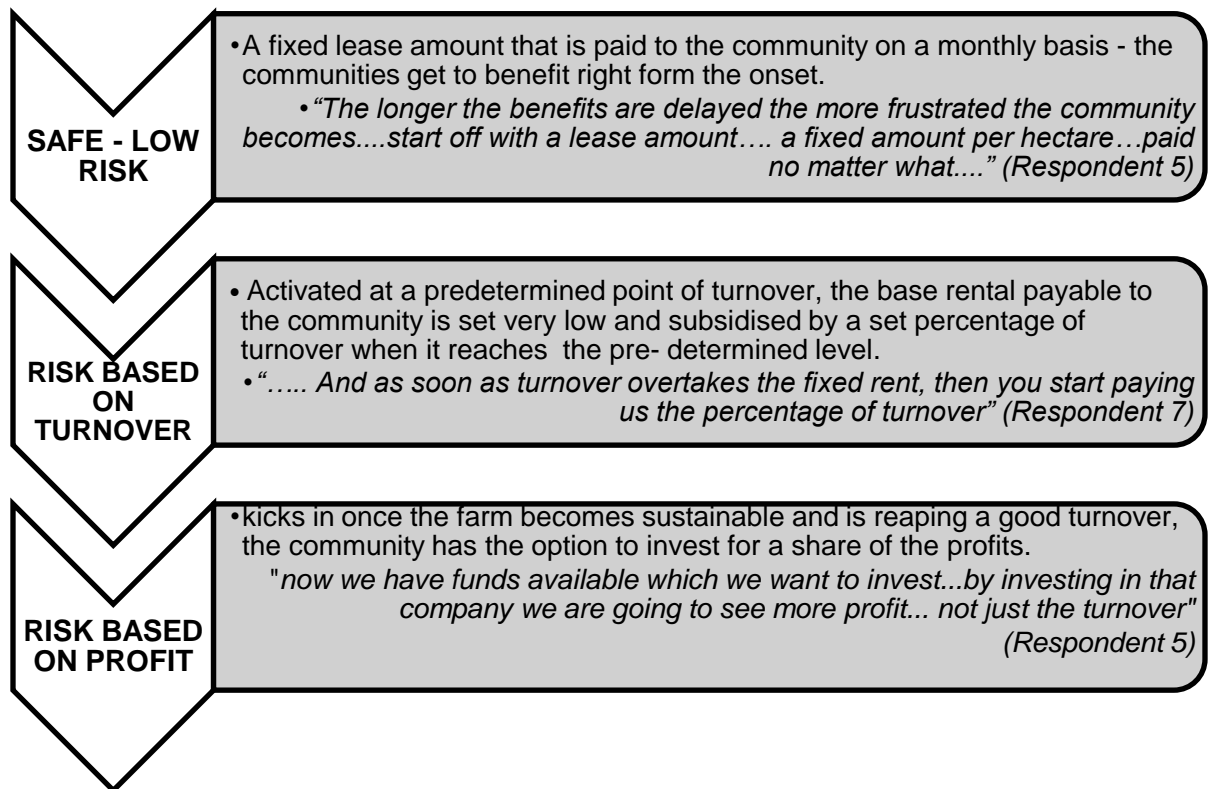 SAFE - LOW
RISK
•A fixed lease amount that is paid to the community on a monthly basis - the
communities get to benefit right form the onset.
•“The longer the benefits are delayed the more frustrated the community
becomes....start off with a lease amount…. a fixed amount per hectare…paid
no matter what....” (Respondent 5)
RISK BASED
ON
TURNOVER
• Activated at a predetermined point of turnover, the base rental payable to
the community is set very low and subsidised by a set percentage of
turnover when it reaches the pre- determined level.
•“….. And as soon as turnover overtakes the fixed rent, then you start paying
us the percentage of turnover” (Respondent 7)
RISK BASED
ON PROFIT
•kicks in once the farm becomes sustainable and is reaping a good turnover,
the community has the option to invest for a share of the profits.
"now we have funds available which we want to invest...by investing in that
company we are going to see more profit... not just the turnover"
(Respondent 5)